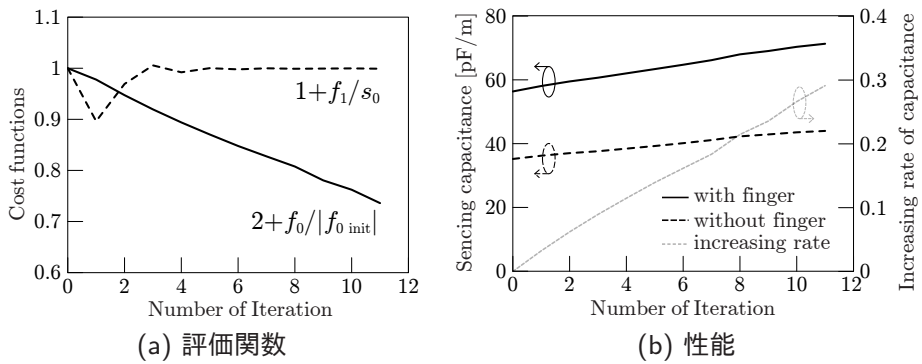 1.1
1
0.9
0.8
0.7
0.6
Cost functions
1+f₁/s₀
2+f₀/|f₀ ᵢₙᵢₜ|
0 2 4 6 8 10 12
Number of Iteration
(a) 評価関数
80
60
40
20
0
Sencing capacitance [pF/m]
0.4
0.3
0.2
0.1
0
Increasing rate of capacitance
with finger
without finger
increasing rate
0 2 4 6 8 10 12
Number of Iteration
(b) 性能